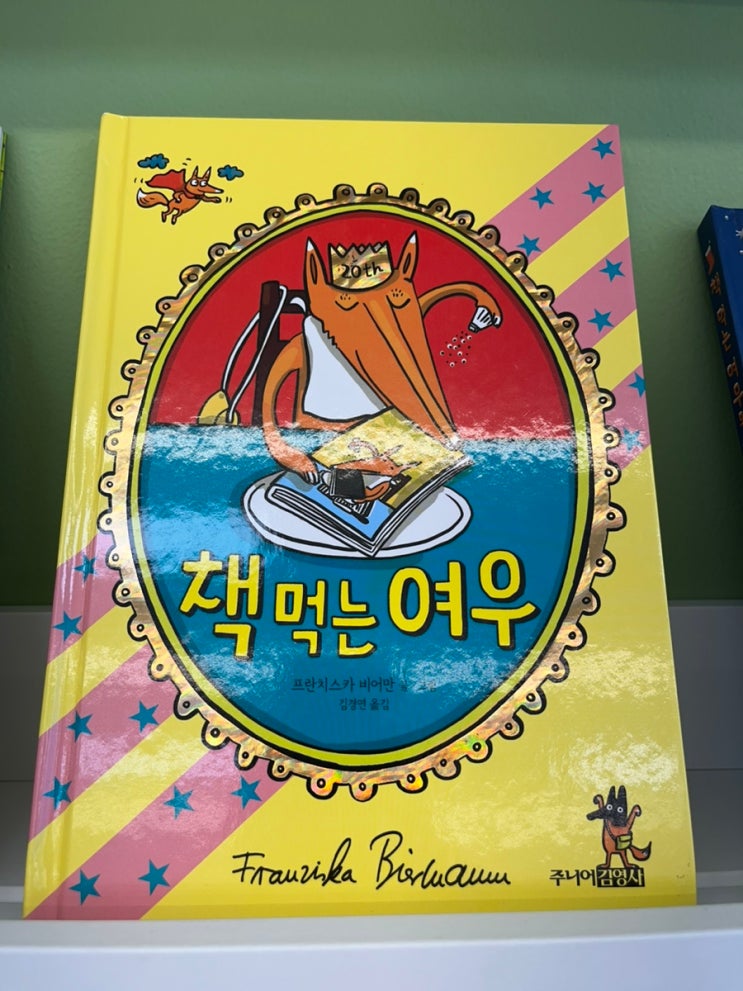 20th
책 먹는 여우
프란치스카 비어만 글
김경연 옮김
Franziska Biermann
주니어김영사